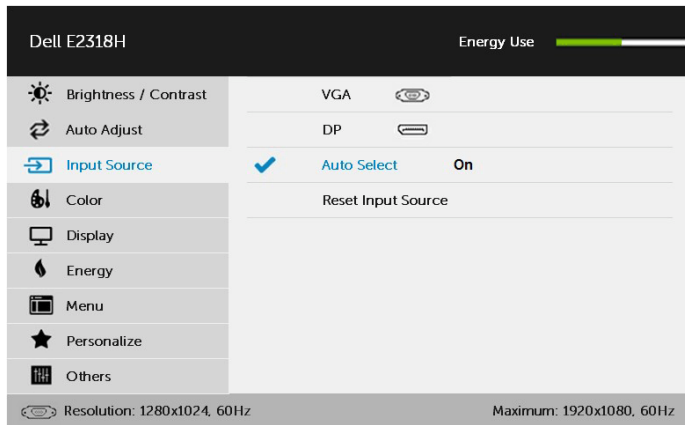 Dell E2318H Energy Use
Brightness / Contrast VGA
Auto Adjust DP
Input Source Auto Select On
Color Reset Input Source
Display
Energy
Menu
Personalize
Others
Resolution: 1280x1024, 60Hz Maximum: 1920x1080, 60Hz